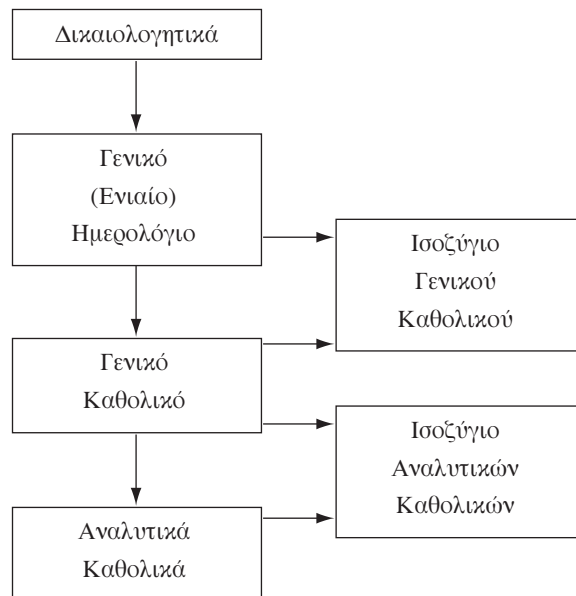 Δικαιολογητικά
Γενικό
(Ενιαίο)
Ημερολόγιο
Ισοζύγιο
Γενικού
Καθολικού
Γενικό
Καθολικό
Ισοζύγιο
Αναλυτικών
Καθολικών
Αναλυτικά
Καθολικά